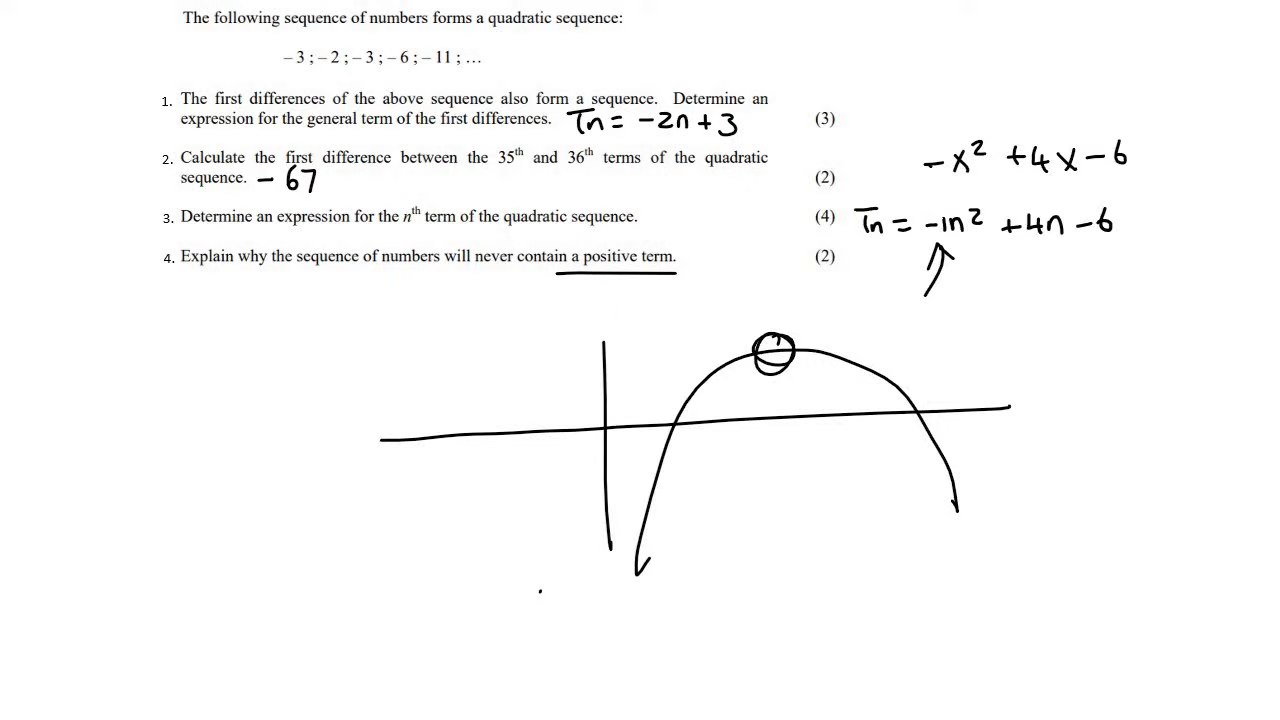 The following sequence of numbers forms a quadratic sequence:
– 3 ; – 2 ; – 3 ; – 6 ; – 11 ; …
1. The first differences of the above sequence also form a sequence. Determine an
expression for the general term of the first differences. Tn = -2n + 3 (3)
2. Calculate the first difference between the 35th and 36th terms of the quadratic
sequence. - 67 (2)
-x² + 4x - 6
3. Determine an expression for the nth term of the quadratic sequence. (4) Tn = -1n² + 4n - 6
4. Explain why the sequence of numbers will never contain a positive term. (2)